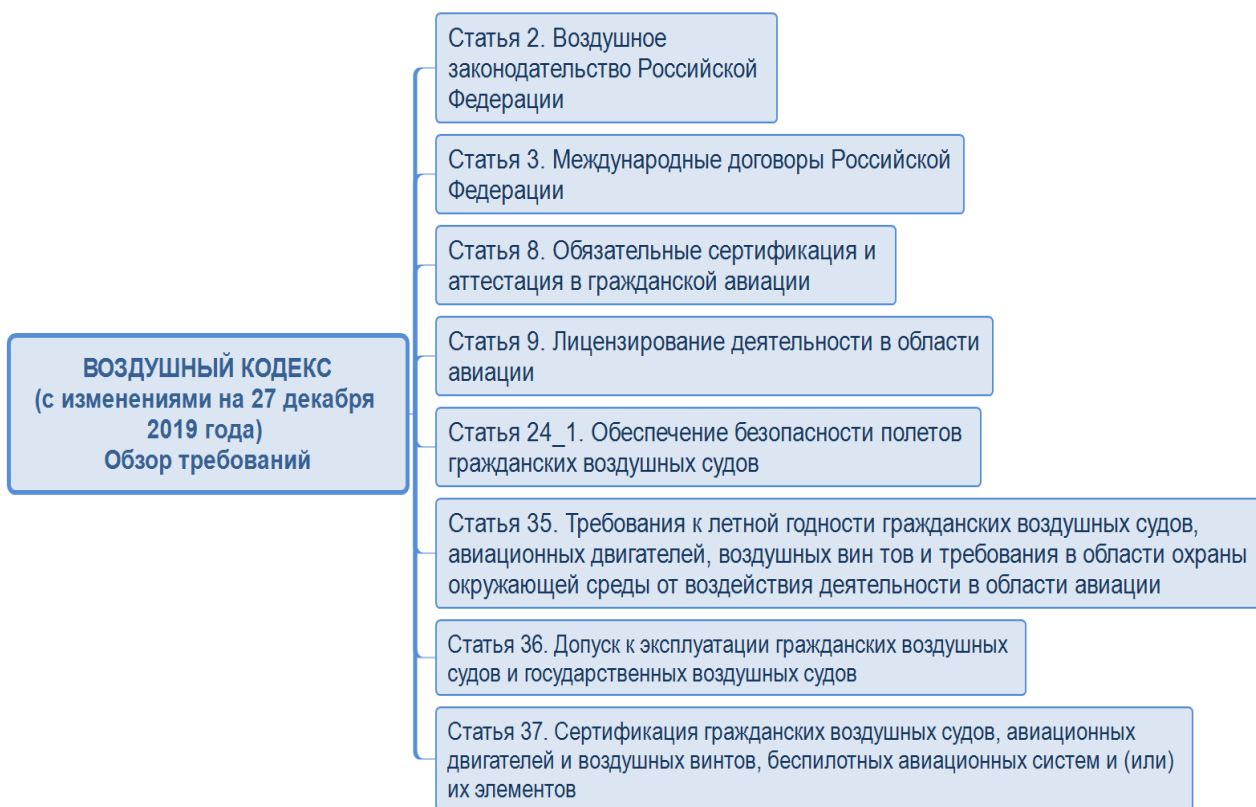 Статья 2. Воздушное
законодательство Российской
Федерации
Статья 3. Международные договоры Российской
Федерации
Статья 8. Обязательные сертификация и
аттестация в гражданской авиации
Статья 9. Лицензирование деятельности в области
авиации
ВОЗДУШНЫЙ КОДЕКС
(с изменениями на 27 декабря
2019 года)
Обзор требований
Статья 24_1. Обеспечение безопасности полетов
гражданских воздушных судов
Статья 35. Требования к летной годности гражданских воздушных судов,
авиационных двигателей, воздушных вин тов и требования в области охраны
окружающей среды от воздействия деятельности в области авиации
Статья 36. Допуск к эксплуатации гражданских воздушных
судов и государственных воздушных судов
Статья 37. Сертификация гражданских воздушных судов, авиационных
двигателей и воздушных винтов, беспилотных авиационных систем и (или)
их элементов